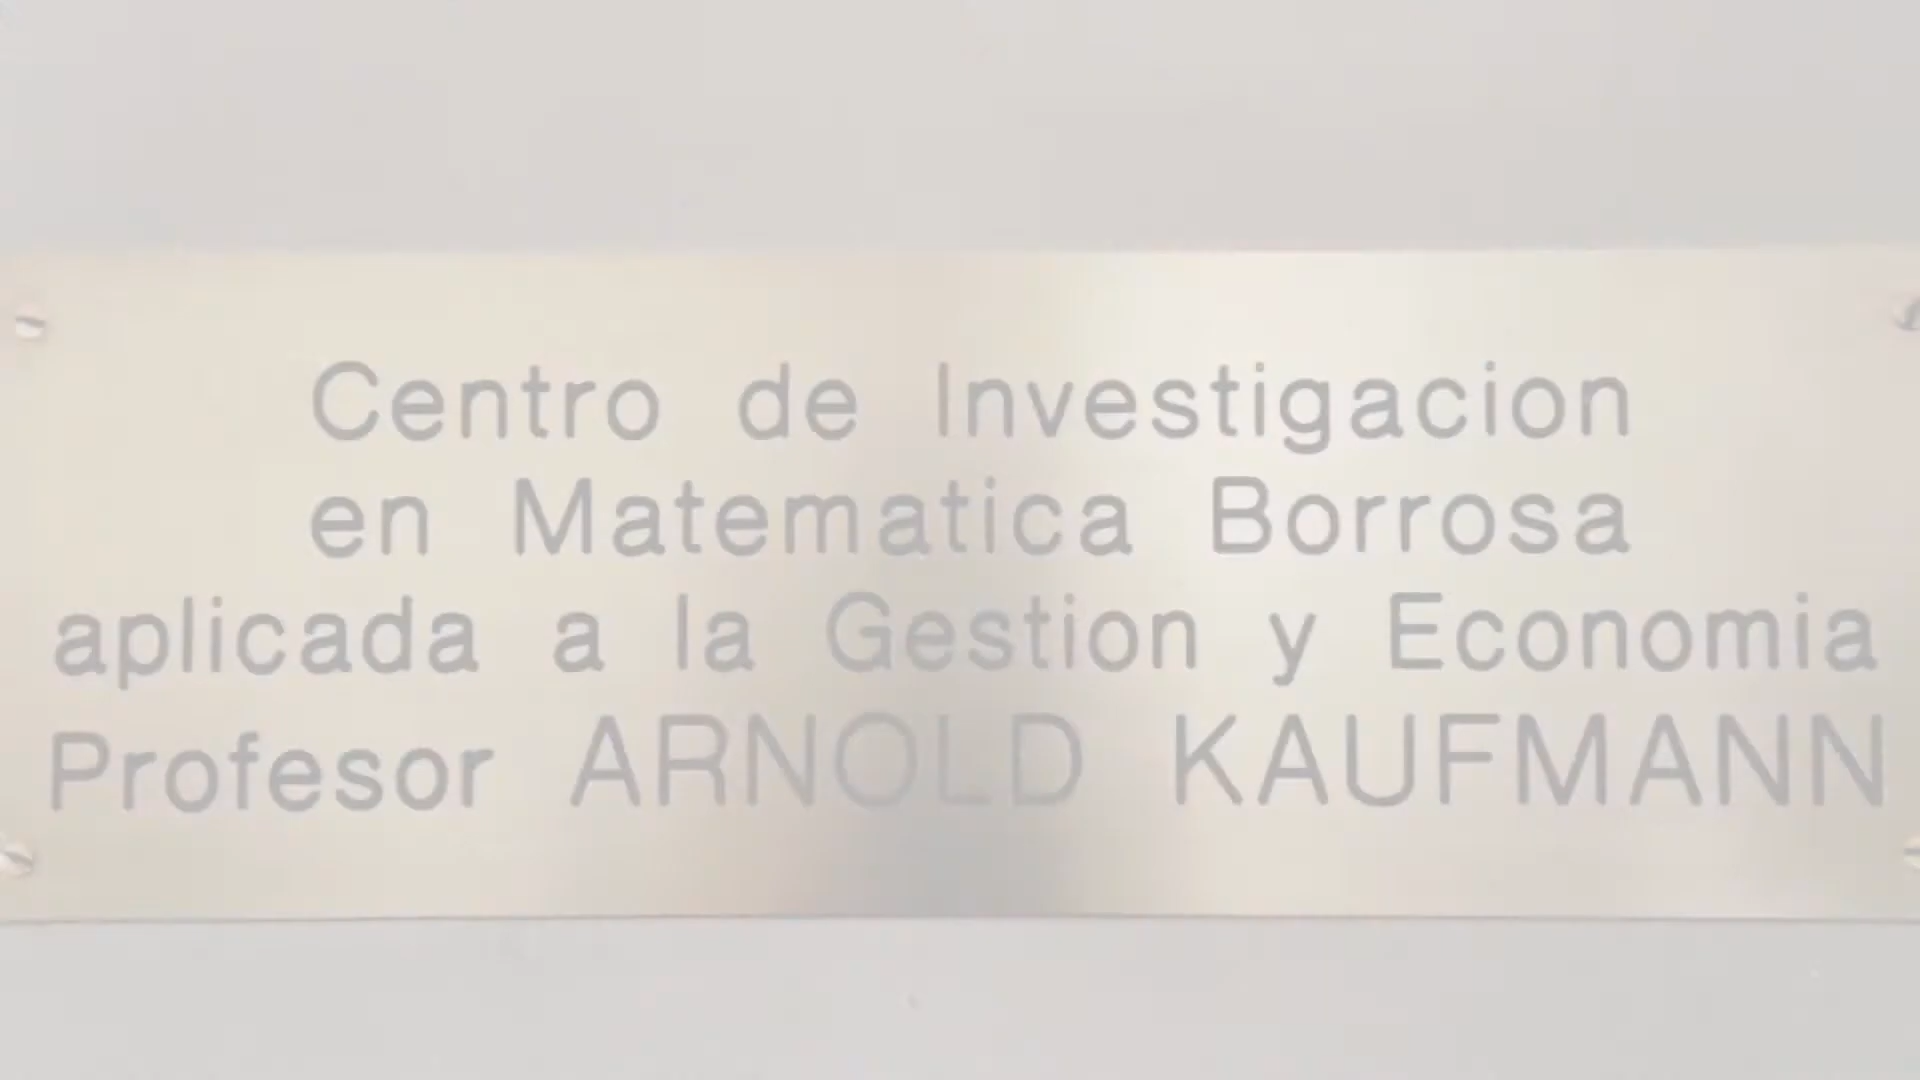 Centro de Investigacion
en Matematica Borrosa
aplicada a la Gestion y Economia
Profesor ARNOLD KAUFMANN